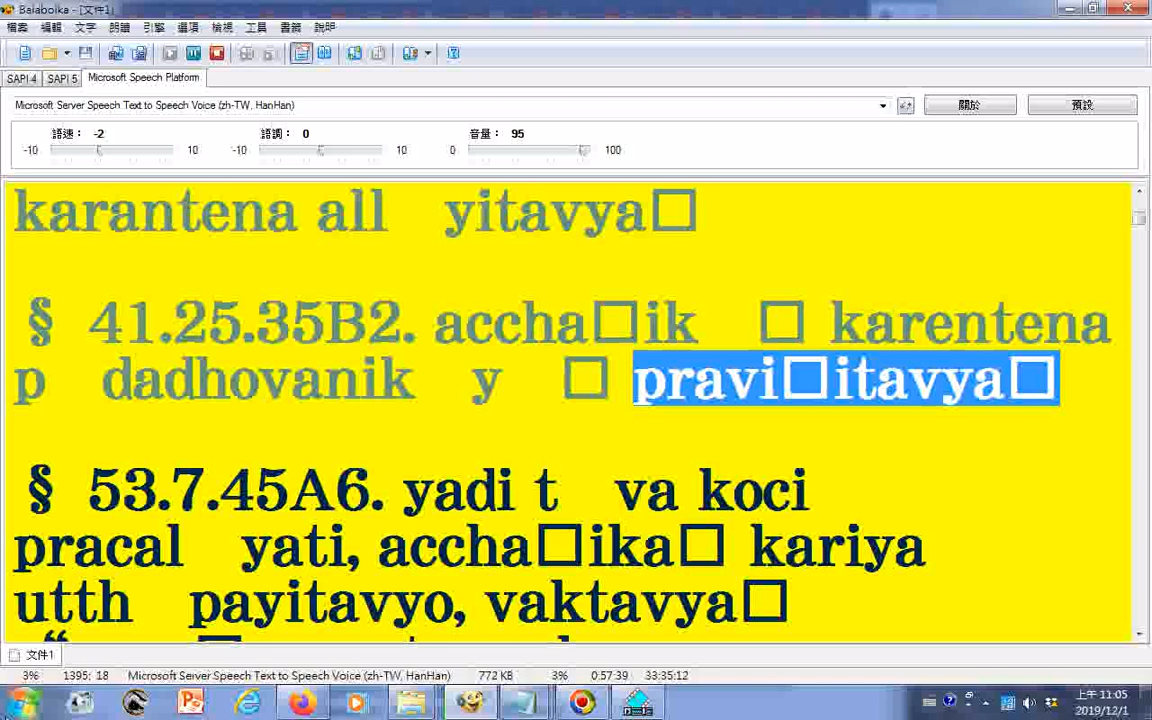 Balabolka - [文件1]
檔案 編輯 文字 朗讀 引擎 選項 檢視 工具 書籤 說明
SAPI 4 SAPI 5 Microsoft Speech Platform
Microsoft Server Speech Text to Speech Voice (zh-TW, HanHan) 關於 預設
語速： -2 語調： 0 音量： 95
-10 10 -10 10 0 100
karantena all yitavya□
§ 41.25.35B2. accha□ik □ karentena
p dadhovanik y □ pravi□itavya□
§ 53.7.45A6. yadi t va koci
pracal yati, accha□ika□ kariya
utth payitavyo, vaktavya□
文件1
3% 1395: 18 Microsoft Server Speech Text to Speech Voice (zh-TW, HanHan) 772 KB 3% 0:57:39 33:35:12
上午 11:05
2019/12/1